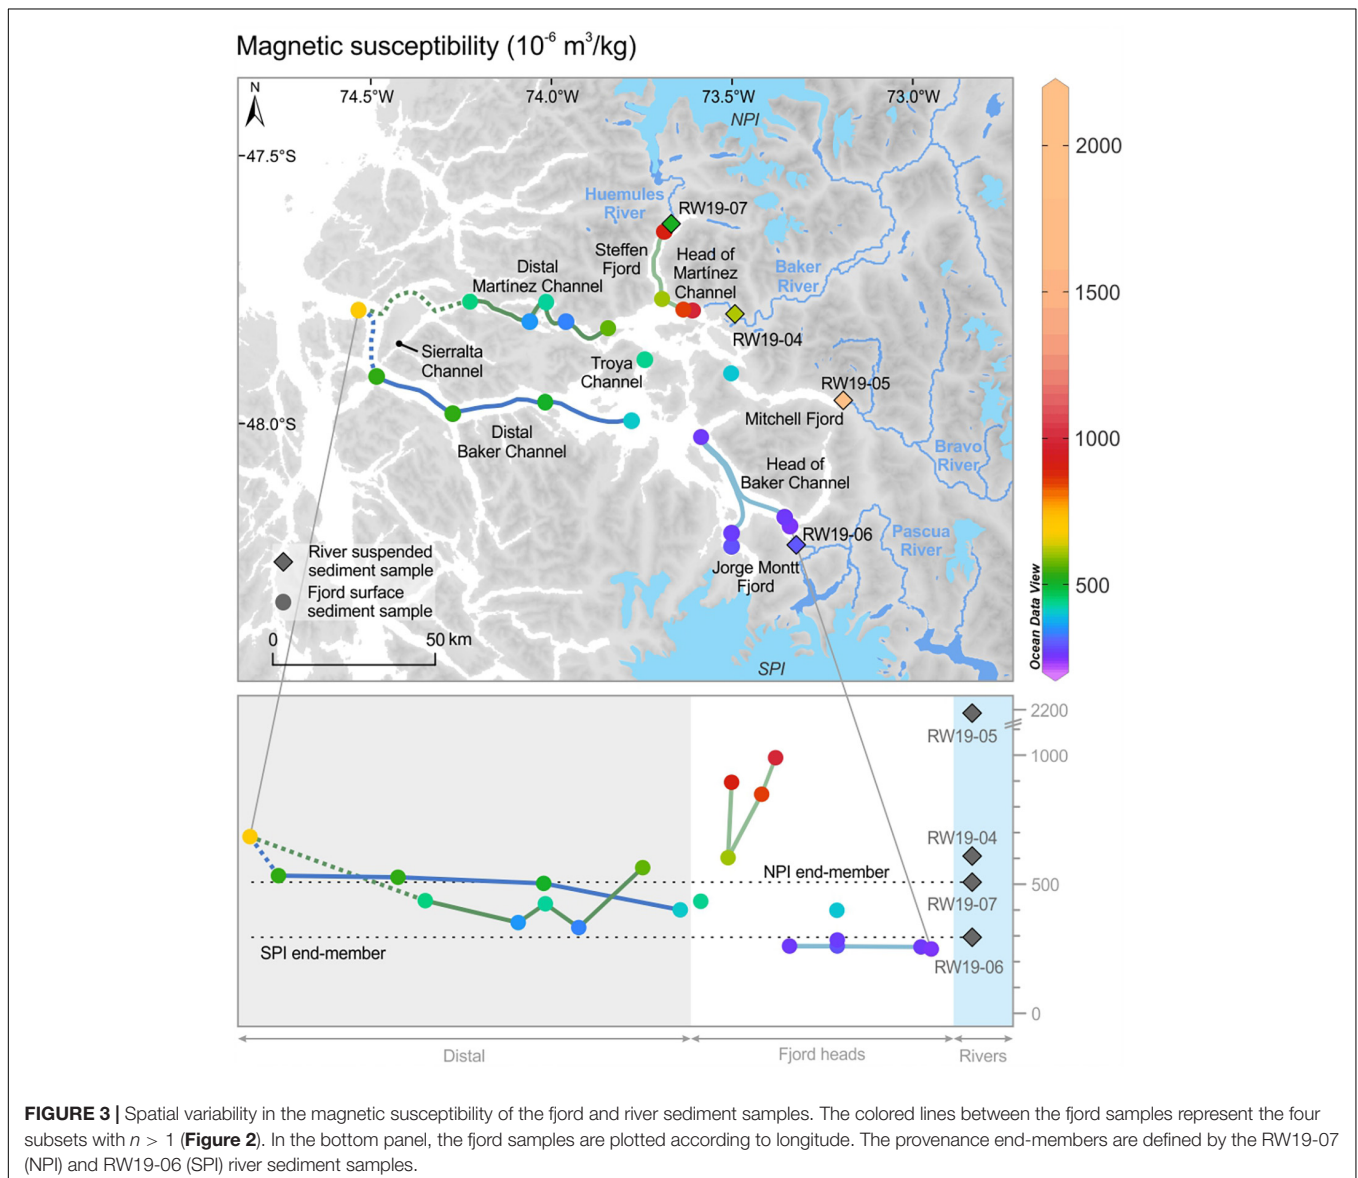 Magnetic susceptibility (10⁻⁶ m³/kg)
N
74.5°W
74.0°W
73.5°W
73.0°W
NPI
47.5°S
Huemules
River
RW19-07
Steffen
Fjord
Head of
Martínez
Channel
Baker
River
Distal
Martínez Channel
RW19-04
Sierralta
Channel
Troya
Channel
RW19-05
Mitchell Fjord
48.0°S
Distal
Baker Channel
Bravo
River
Head of
Baker Channel
RW19-06
Pascua
River
Jorge Montt
Fjord
River suspended
sediment sample
Fjord surface
sediment sample
0 50 km
SPI
2000
1500
1000
500
Ocean Data View
2200
RW19-05
1000
RW19-04
NPI end-member
500
RW19-07
SPI end-member
RW19-06
0
Distal
Fjord heads
Rivers
FIGURE 3 | Spatial variability in the magnetic susceptibility of the fjord and river sediment samples. The colored lines between the fjord samples represent the four
subsets with n > 1 (Figure 2). In the bottom panel, the fjord samples are plotted according to longitude. The provenance end-members are defined by the RW19-07
(NPI) and RW19-06 (SPI) river sediment samples.